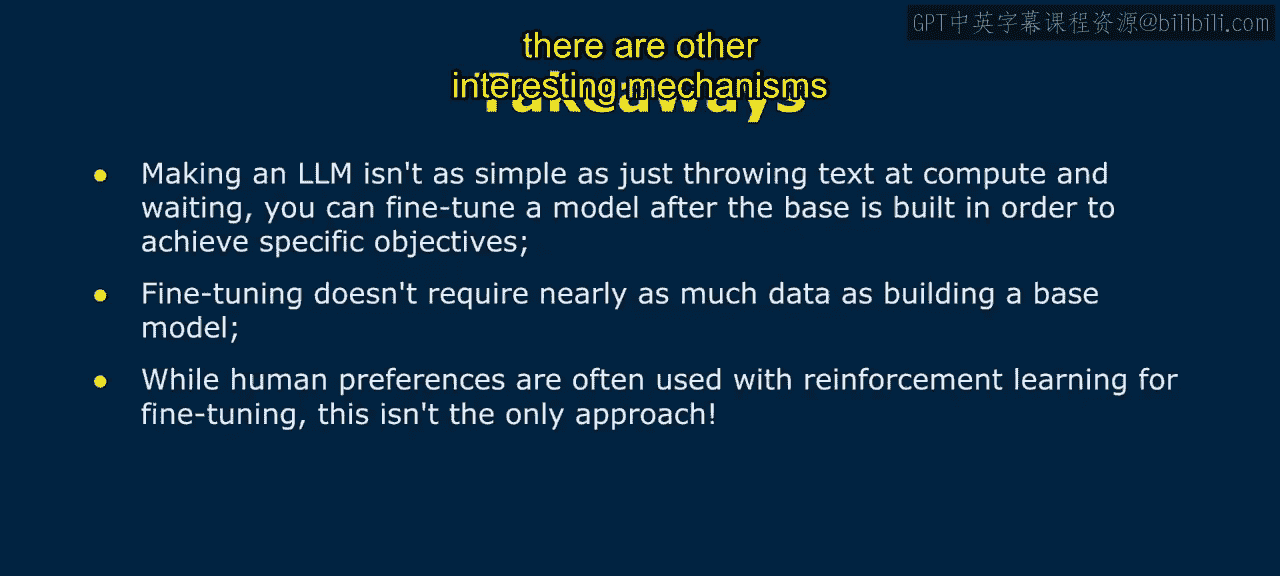 GPT中英字幕课程资源@bilibili.com
there are other
interesting mechanisms
Takeaways
● Making an LLM isn't as simple as just throwing text at compute and
waiting, you can fine-tune a model after the base is built in order to
achieve specific objectives;
● Fine-tuning doesn't require nearly as much data as building a base
model;
● While human preferences are often used with reinforcement learning for
fine-tuning, this isn't the only approach!